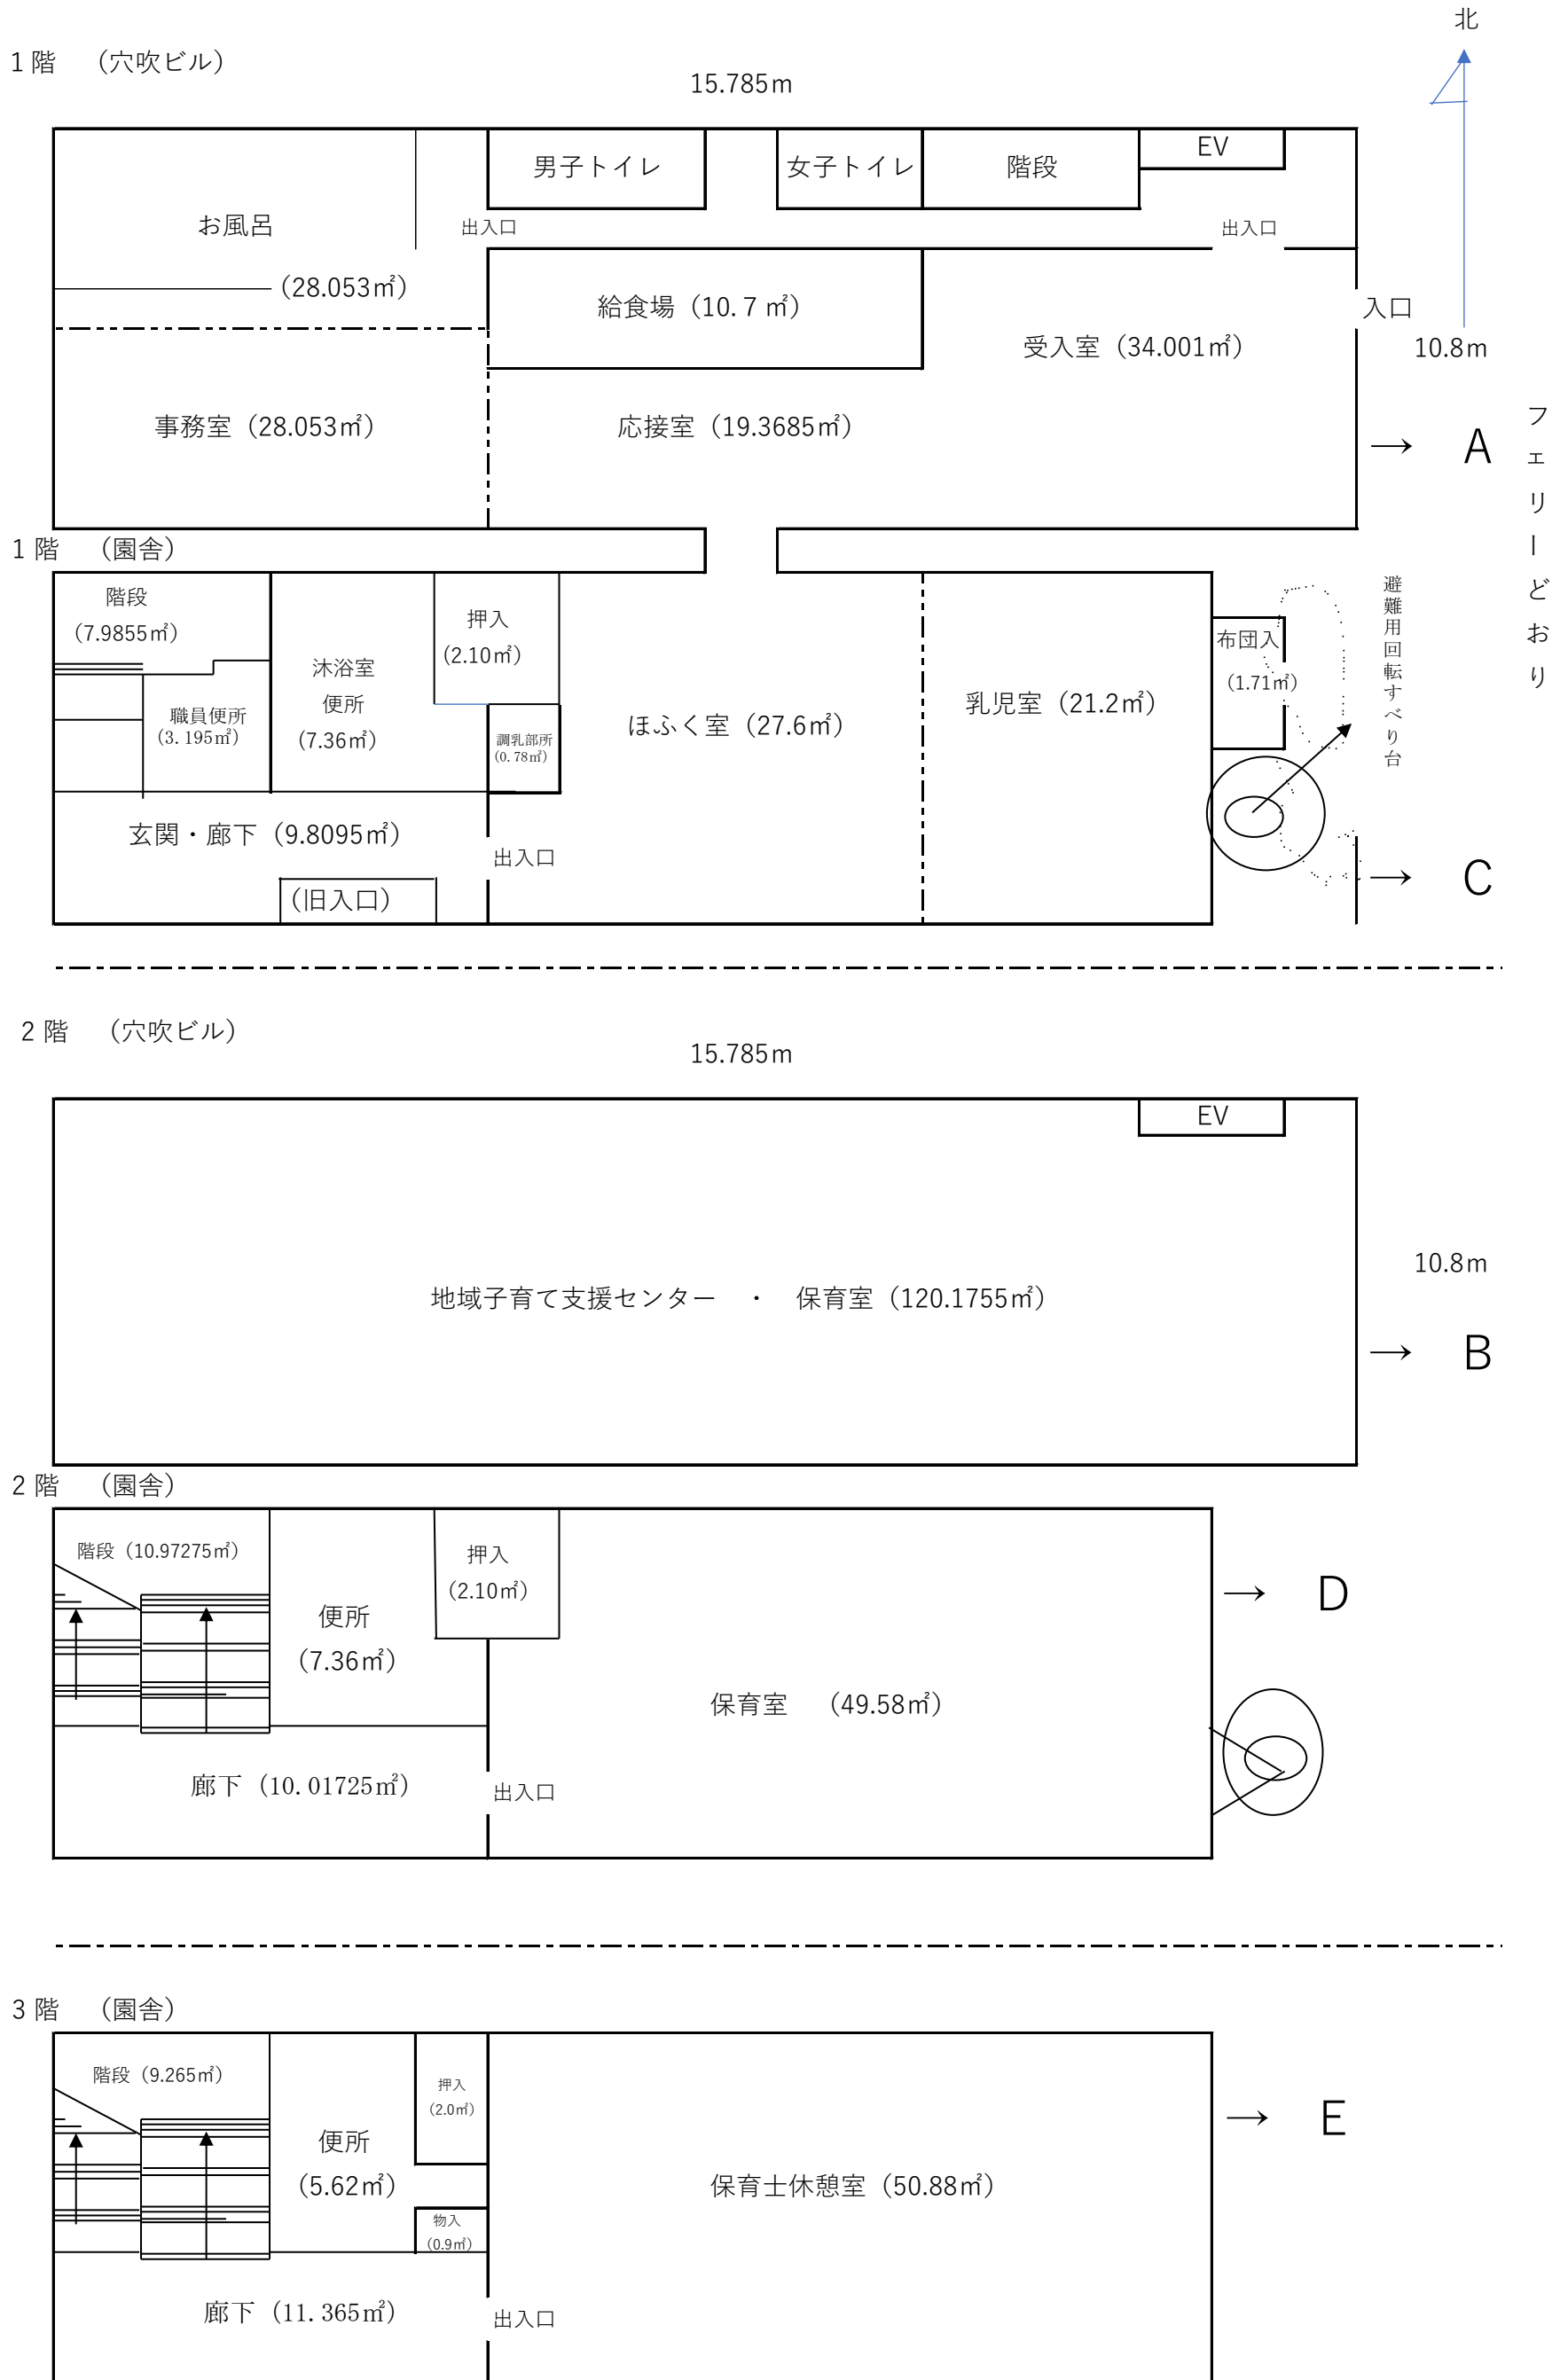 北
1 階　（穴吹ビル）
15.785m
男子トイレ
女子トイレ
階段
EV
お風呂
出入口
出入口
（28.053㎡）
給食場（10.7 ㎡）
入口
受入室（34.001㎡）
10.8m
事務室（28.053㎡）
応接室（19.3685㎡）
→ A
フェリーどおり
1 階　（園舎）
階段
（7.9855㎡）
押入
（2.10㎡）
沐浴室
便所
（7.36㎡）
職員便所
（3.195㎡）
調乳部所
（0.78㎡）
ほふく室（27.6㎡）
乳児室（21.2㎡）
布団入
（1.71㎡）
避難用回転すべり台
玄関・廊下（9.8095㎡）
出入口
（旧入口）
→ C
2 階　（穴吹ビル）
15.785m
EV
10.8m
地域子育て支援センター　・　保育室（120.1755㎡）
→ B
2 階　（園舎）
階段（10.97275㎡）
押入
（2.10㎡）
便所
（7.36㎡）
→ D
保育室　（49.58㎡）
廊下（10.01725㎡）
出入口
3 階　（園舎）
階段（9.265㎡）
押入
（2.0㎡）
便所
（5.62㎡）
→ E
保育士休憩室（50.88㎡）
物入
（0.9㎡）
廊下（11.365㎡）
出入口